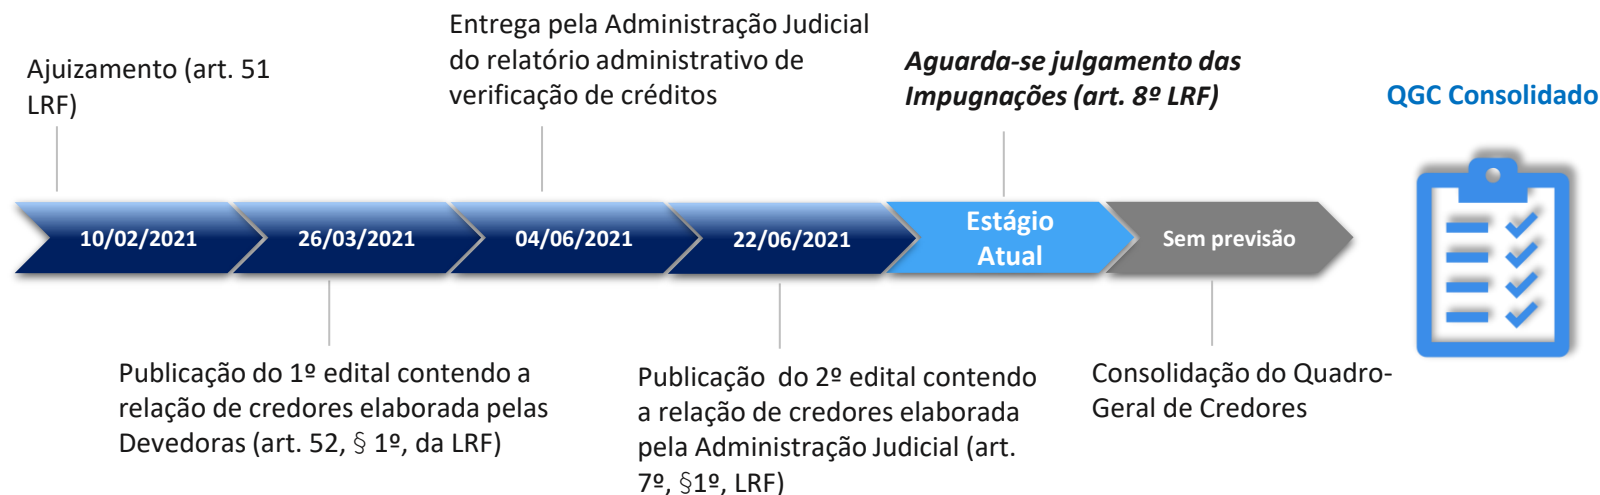 Ajuizamento (art. 51
LRF)
Entrega pela Administração Judicial
do relatório administrativo de
verificação de créditos
Aguarda-se julgamento das
Impugnações (art. 8º LRF)
QGC Consolidado
10/02/2021
26/03/2021
04/06/2021
22/06/2021
Estágio
Atual
Sem previsão
Publicação do 1º edital contendo a
relação de credores elaborada pelas
Devedoras (art. 52, § 1º, da LRF)
Publicação  do 2º edital contendo
a relação de credores elaborada
pela Administração Judicial (art.
7º, §1º, LRF)
Consolidação do Quadro-
Geral de Credores